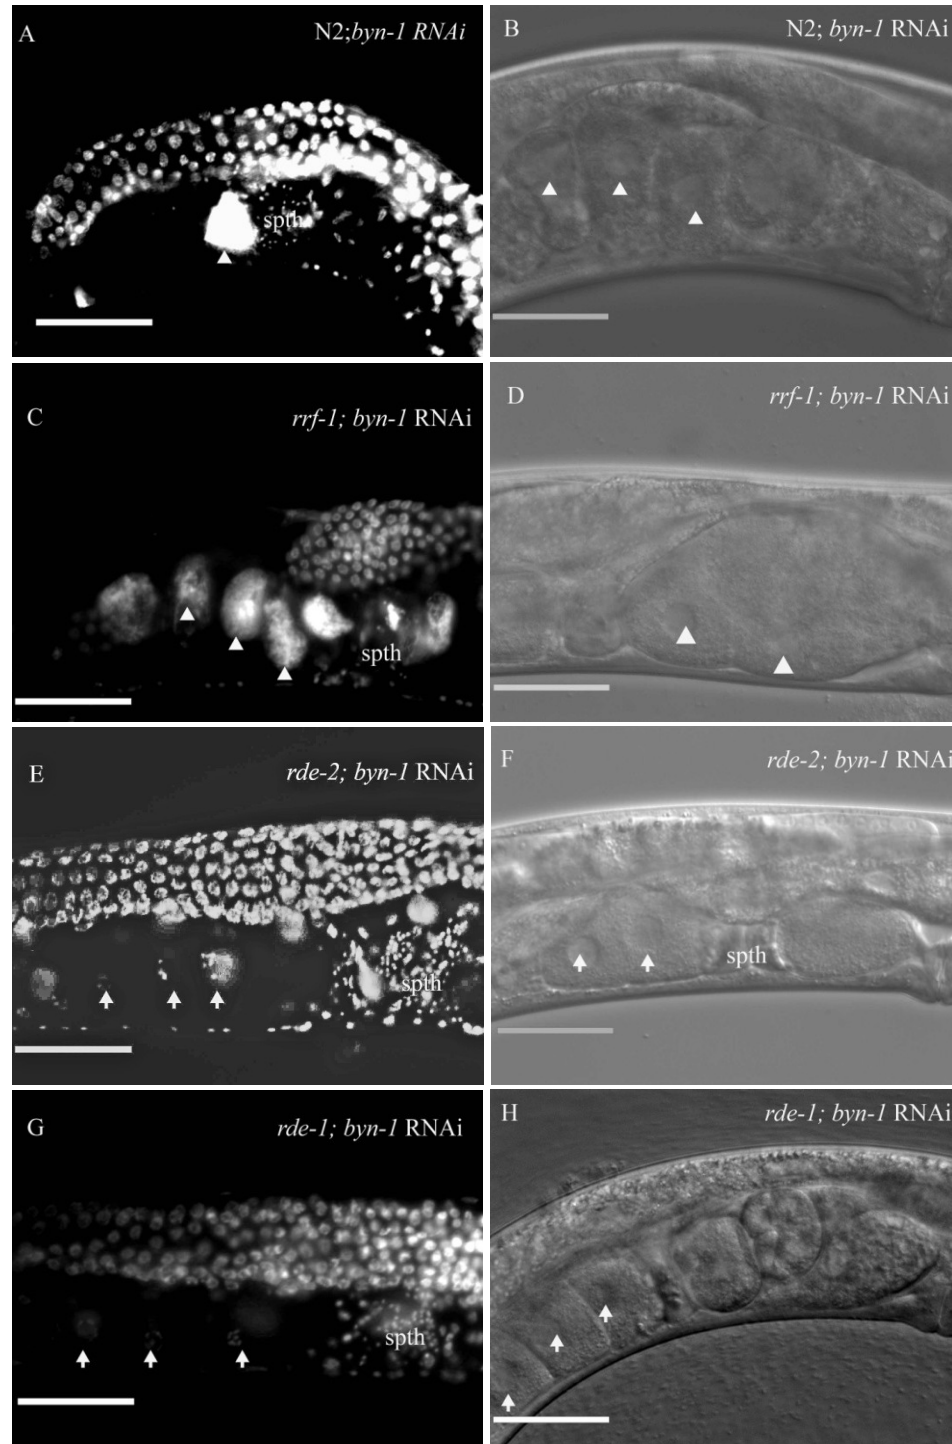 A N2;byn-1 RNAi
spth
B N2; byn-1 RNAi
C rrf-1; byn-1 RNAi
spth
D rrf-1; byn-1 RNAi
E rde-2; byn-1 RNAi
spth
F rde-2; byn-1 RNAi
spth
G rde-1; byn-1 RNAi
spth
H rde-1; byn-1 RNAi